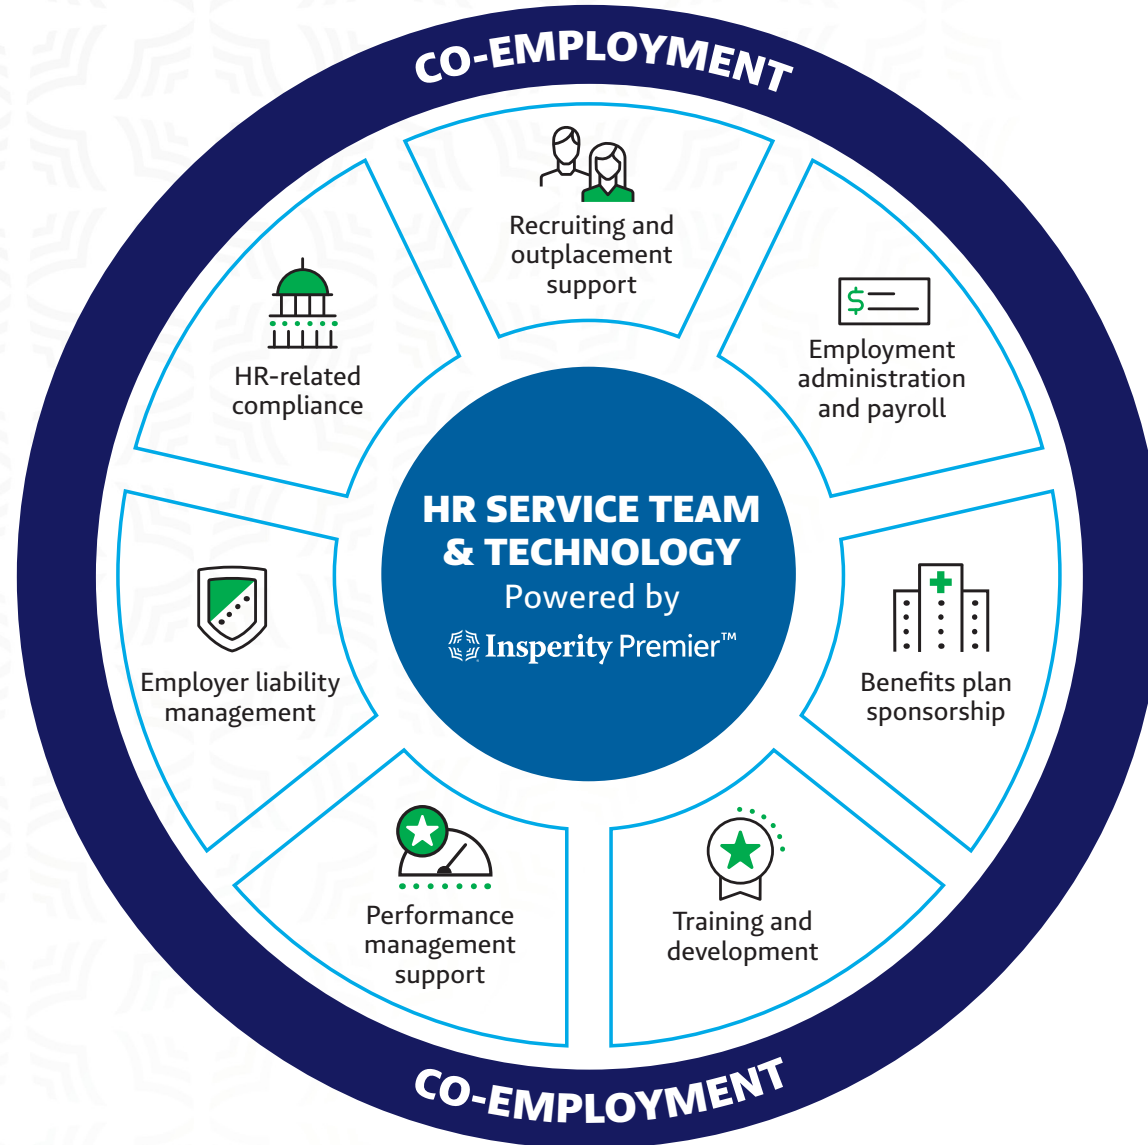 CO-EMPLOYMENT
Recruiting and
outplacement
support
Employment
administration
and payroll
Benefits plan
sponsorship
Training and
development
Performance
management
support
Employer liability
management
HR-related
compliance
HR SERVICE TEAM
& TECHNOLOGY
Powered by
Insperity Premier™
CO-EMPLOYMENT